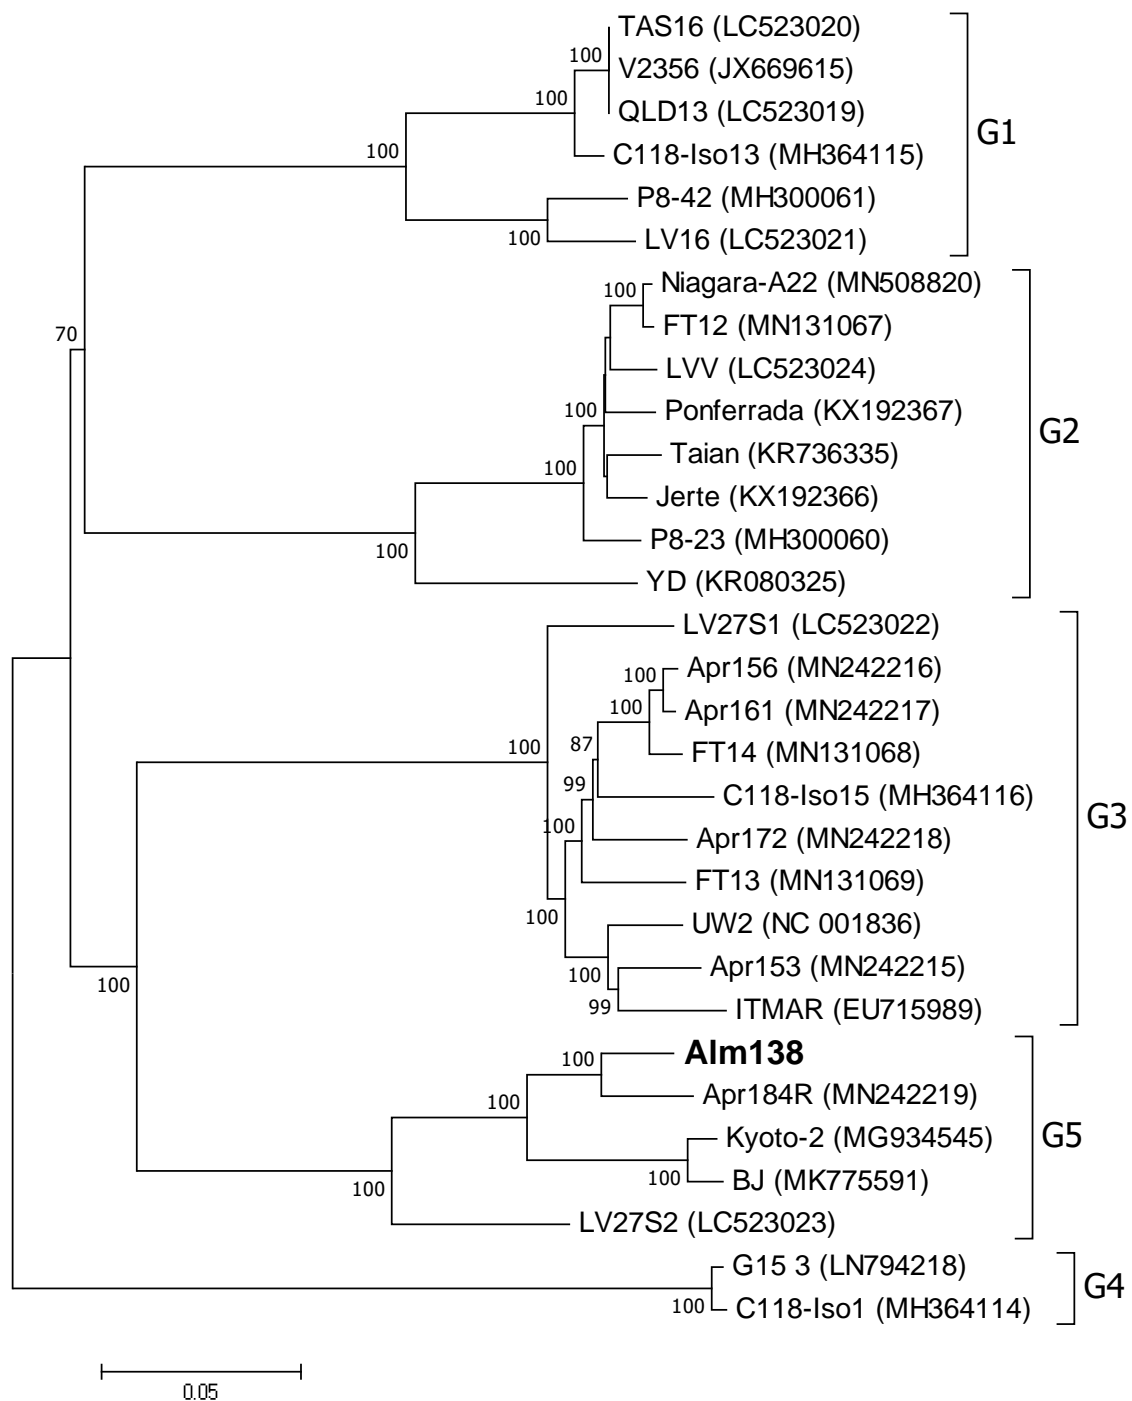 TAS16 (LC523020)
100
V2356 (JX669615)
100
QLD13 (LC523019)
G1
100
C118-Iso13 (MH364115)
P8-42 (MH300061)
100
LV16 (LC523021)
Niagara-A22 (MN508820)
100
FT12 (MN131067)
70
LVV (LC523024)
100
Ponferrada (KX192367)
G2
Taian (KR736335)
100
Jerte (KX192366)
P8-23 (MH300060)
100
YD (KR080325)
LV27S1 (LC523022)
Apr156 (MN242216)
100
Apr161 (MN242217)
100
87
100
FT14 (MN131068)
99
C118-Iso15 (MH364116)
G3
100
Apr172 (MN242218)
FT13 (MN131069)
100
UW2 (NC 001836)
Apr153 (MN242215)
100
100
99
ITMAR (EU715989)
Alm138
100
Apr184R (MN242219)
100
Kyoto-2 (MG934545)
G5
100
BJ (MK775591)
100
LV27S2 (LC523023)
G15 3 (LN794218)
G4
100
C118-Iso1 (MH364114)
0.05